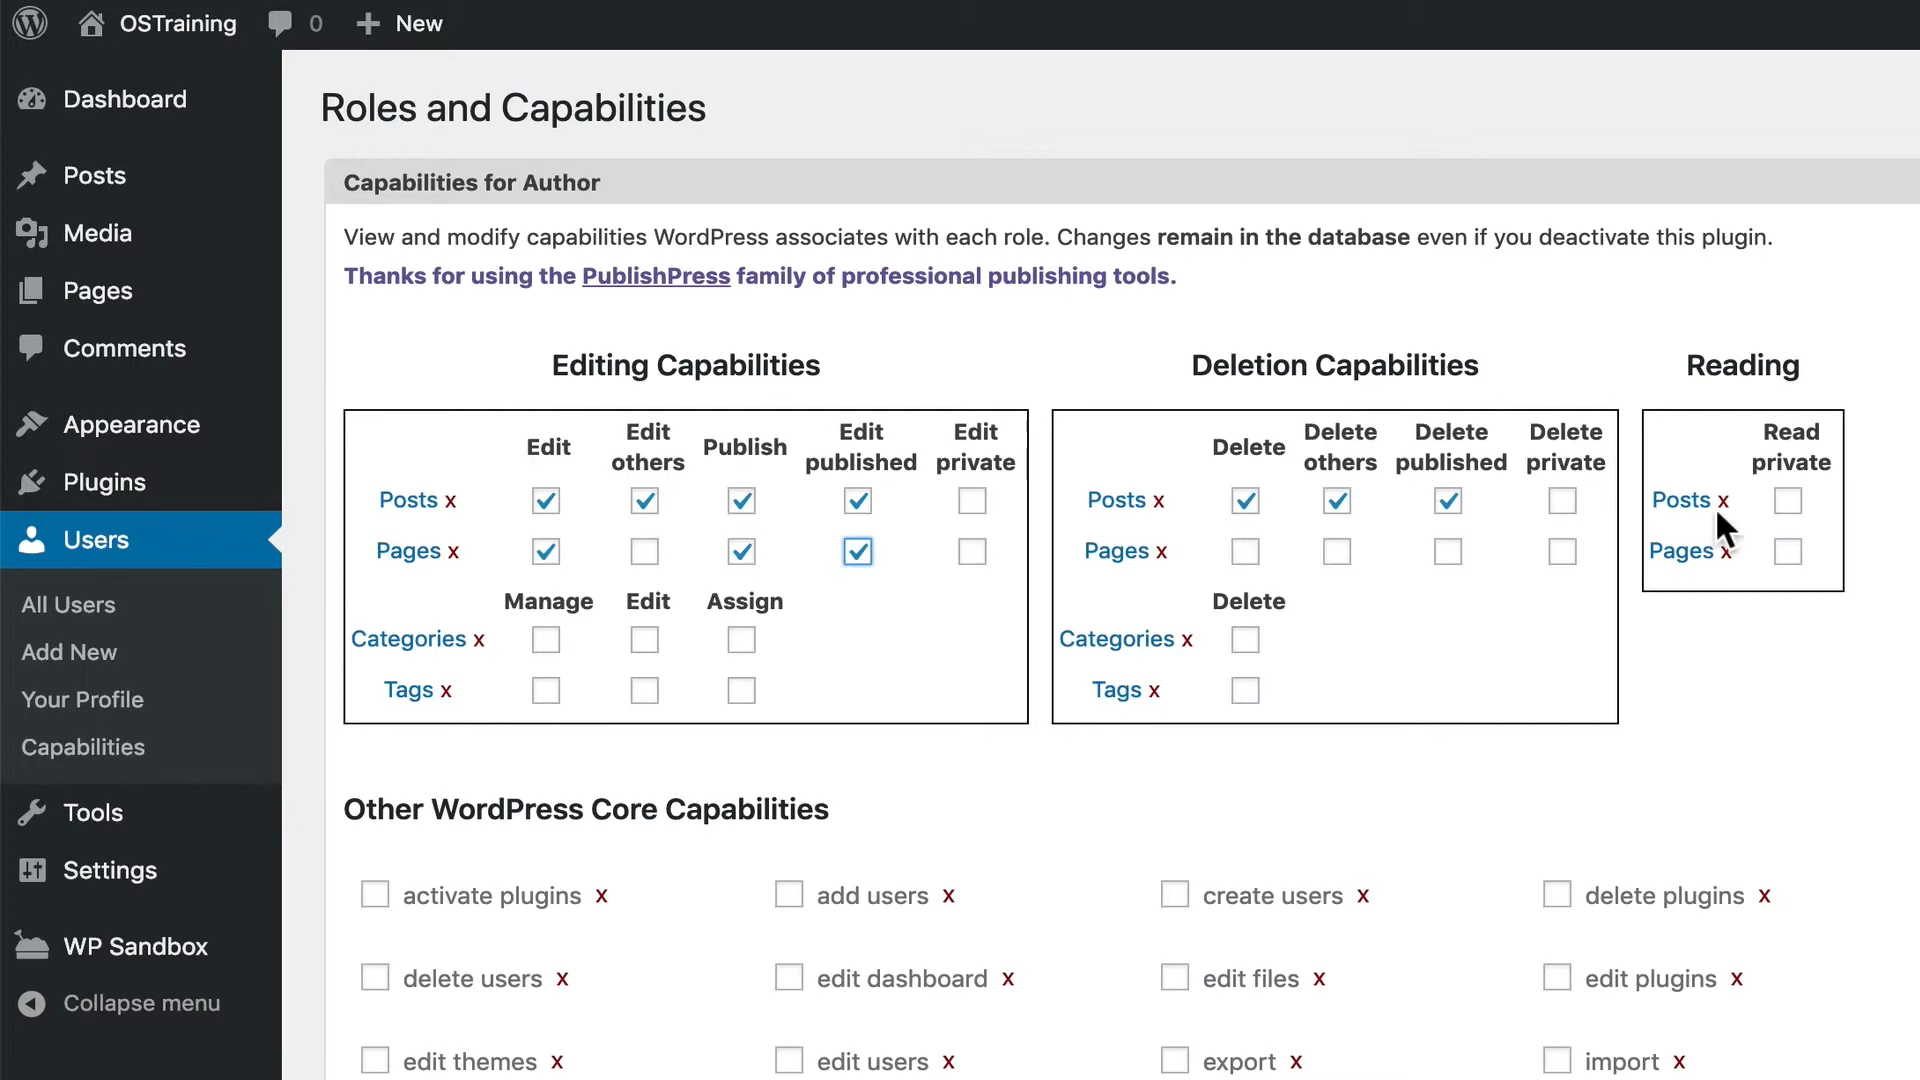 OSTraining
0
New
Dashboard
Posts
Media
Pages
Comments
Appearance
Plugins
Users
All Users
Add New
Your Profile
Capabilities
Tools
Settings
WP Sandbox
Collapse menu
Roles and Capabilities
Capabilities for Author
View and modify capabilities WordPress associates with each role. Changes remain in the database even if you deactivate this plugin.
Thanks for using the PublishPress family of professional publishing tools.
Editing Capabilities
Edit Edit others Publish Edit published Edit private
Posts x
Pages x
Manage Edit Assign
Categories x
Tags x
Deletion Capabilities
Delete Delete others Delete published Delete private
Posts x
Pages x
Delete
Categories x
Tags x
Reading
Read private
Posts x
Pages x
Other WordPress Core Capabilities
activate plugins x add users x create users x delete plugins x
delete users x edit dashboard x edit files x edit plugins x
edit themes x edit users x export x import x